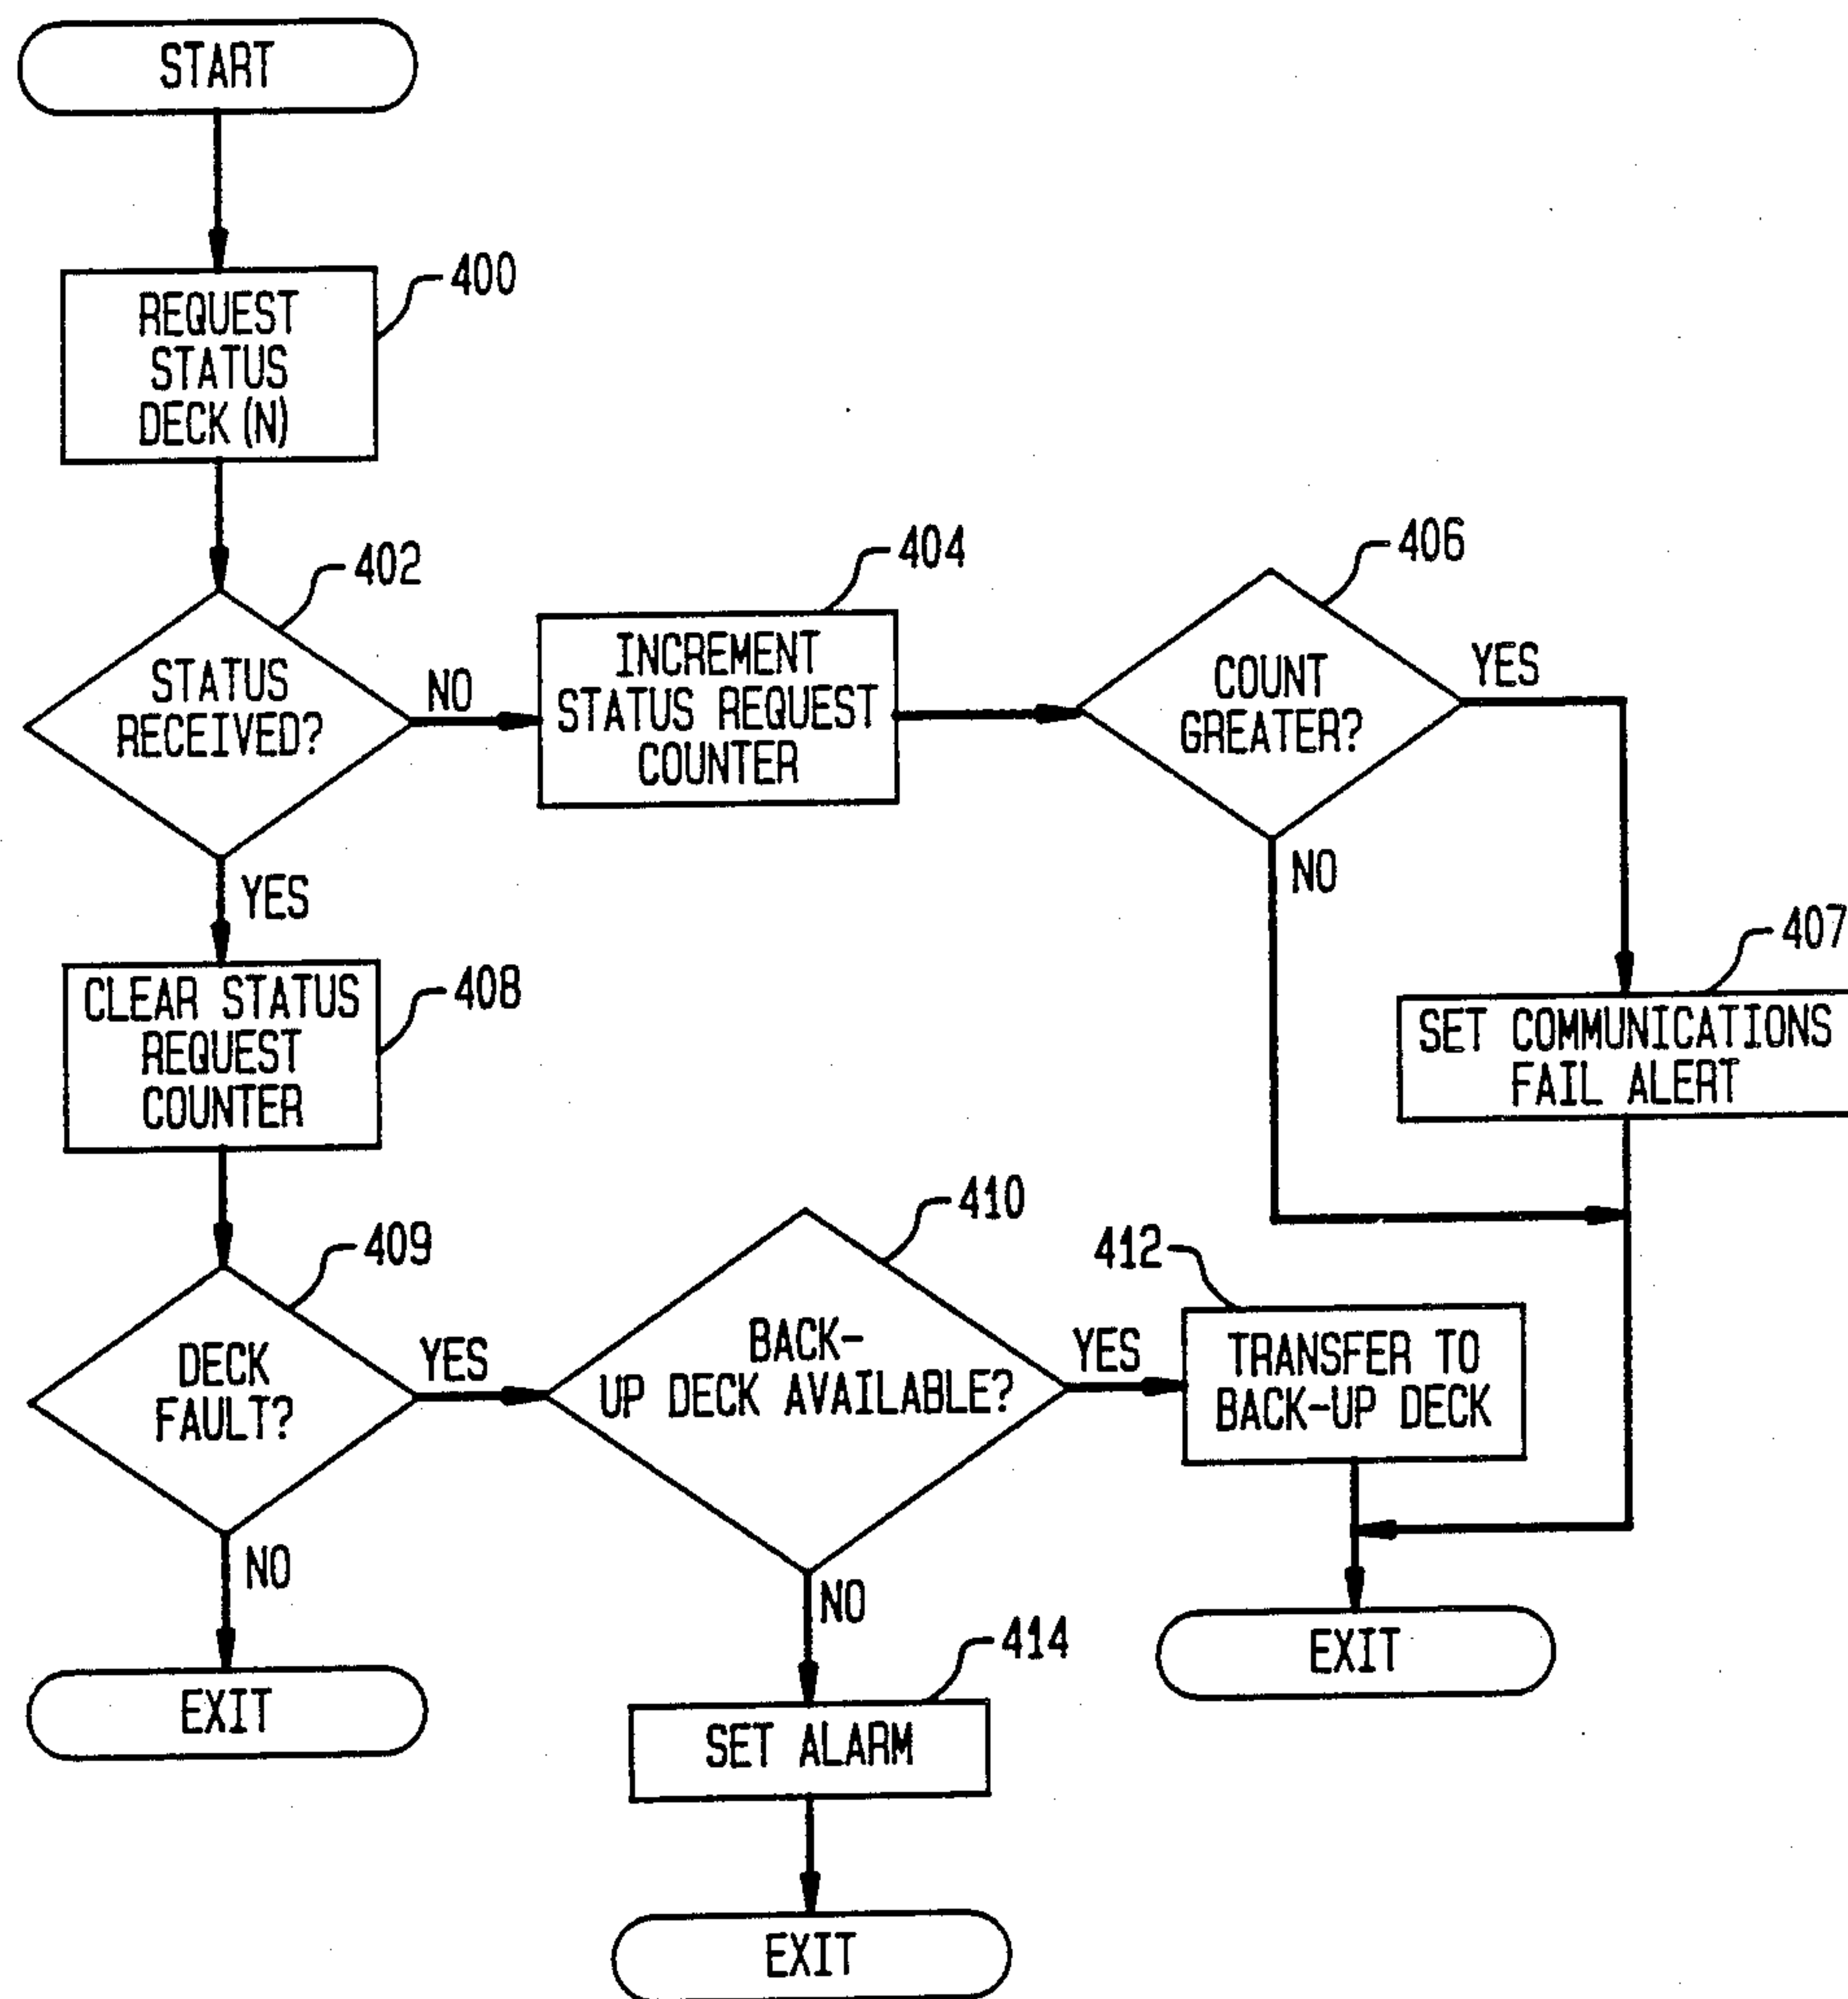 START
400
REQUEST
STATUS
DECK (N)
402
STATUS
RECEIVED?
NO
YES
404
INCREMENT
STATUS REQUEST
COUNTER
406
COUNT
GREATER?
YES
NO
407
SET COMMUNICATIONS
FAIL ALERT
408
CLEAR STATUS
REQUEST
COUNTER
409
DECK
FAULT?
YES
NO
EXIT
410
BACK-
UP DECK AVAILABLE?
YES
NO
412
TRANSFER TO
BACK-UP DECK
EXIT
414
SET ALARM
EXIT